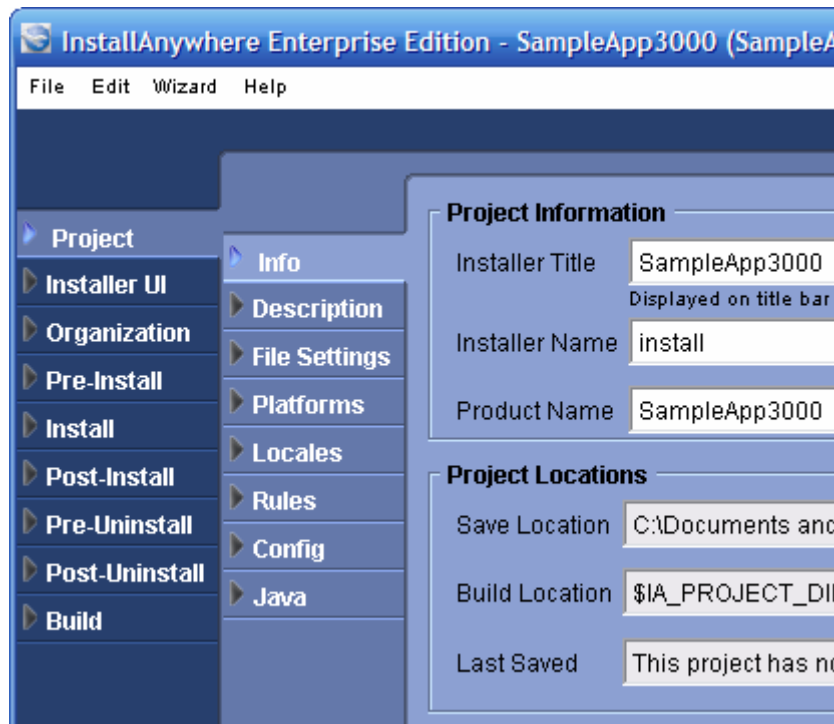 InstallAnywhere Enterprise Edition - SampleApp3000 (Sample
File Edit Wizard Help
Project
Installer UI
Organization
Pre-Install
Install
Post-Install
Pre-Uninstall
Post-Uninstall
Build
Info
Description
File Settings
Platforms
Locales
Rules
Config
Java
Project Information
Installer Title SampleApp3000
Displayed on title bar
Installer Name install
Product Name SampleApp3000
Project Locations
Save Location C:\Documents and
Build Location $IA_PROJECT_DI
Last Saved This project has no